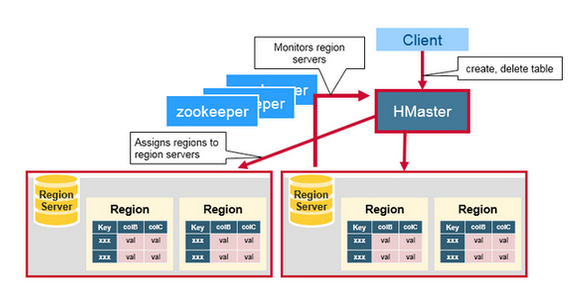 Client
Monitors region
servers
create, delete table
eper
zookeeper
HMaster
Assigns regions to
region servers
Region
Server
Region
Key colB colC
xxx val val
xxx val val
Region
Key colB colC
xxx val val
xxx val val
Region
Server
Region
Key colB colC
xxx val val
xxx val val
Region
Key colB colC
xxx val val
xxx val val